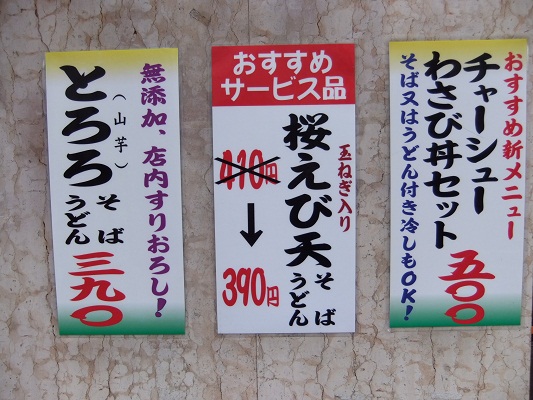 無添加、店内すりおろし！
とろろ
（山芋）
そば
うどん
三九〇
おすすめ
サービス品
玉ねぎ入り
桜えび天
そば
うどん
410円
↓
390円
おすすめ新メニュー
チャーシュー
わさび丼セット
そば又はうどん付き冷しもOK!
五〇〇